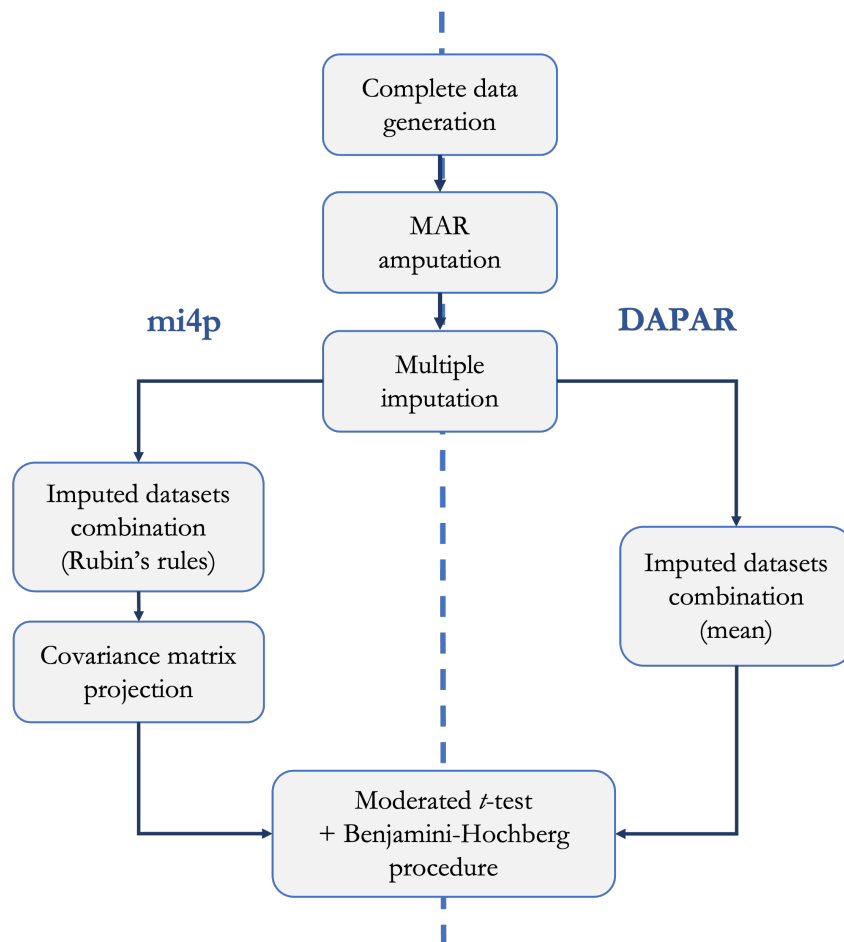 Complete data
generation
MAR
amputation
mi4p
DAPAR
Multiple
imputation
Imputed datasets
combination
(Rubin’s rules)
Imputed datasets
combination
(mean)
Covariance matrix
projection
Moderated t-test
+ Benjamini-Hochberg
procedure